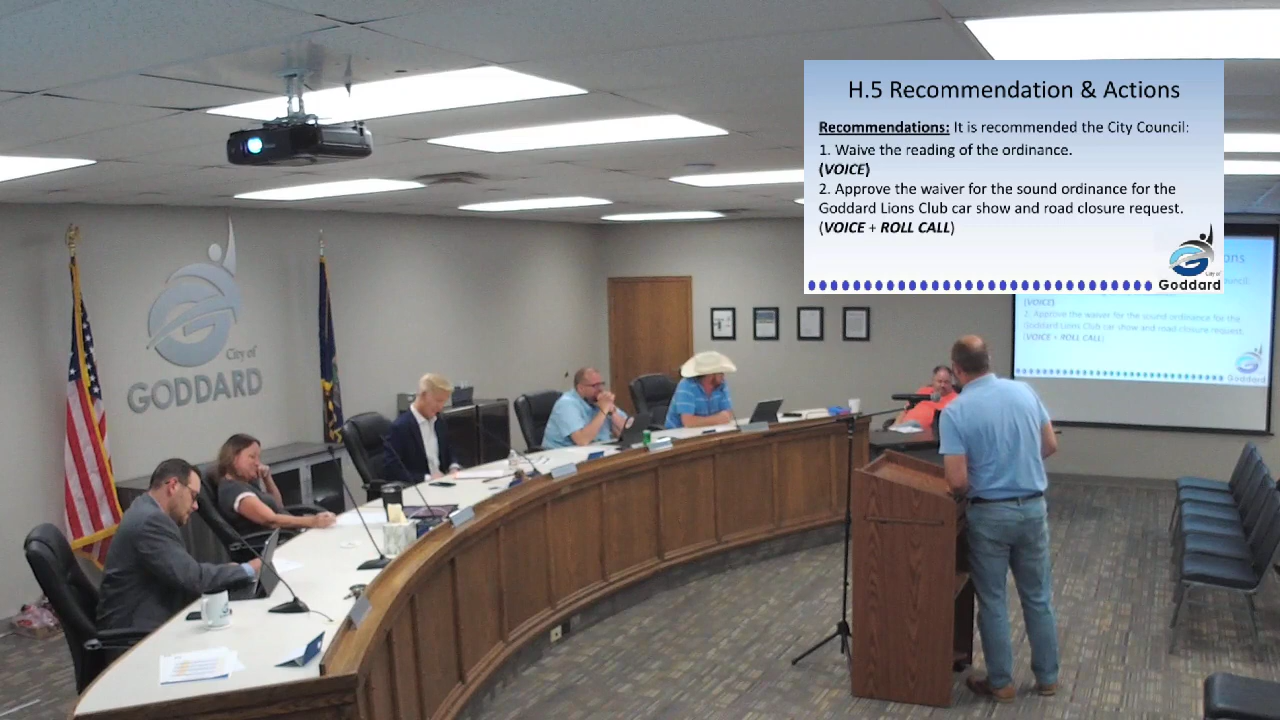 H.5 Recommendation & Actions
Recommendations: It is recommended the City Council:
1. Waive the reading of the ordinance.
(VOICE)
2. Approve the waiver for the sound ordinance for the
Goddard Lions Club car show and road closure request.
(VOICE + ROLL CALL)
City of
Goddard
City of
GODDARD
(VOICE)
2. Approve the waiver for the sound ordinance for the
Goddard Lions Club car show and road closure request.
(VOICE + ROLL CALL)
Goddard